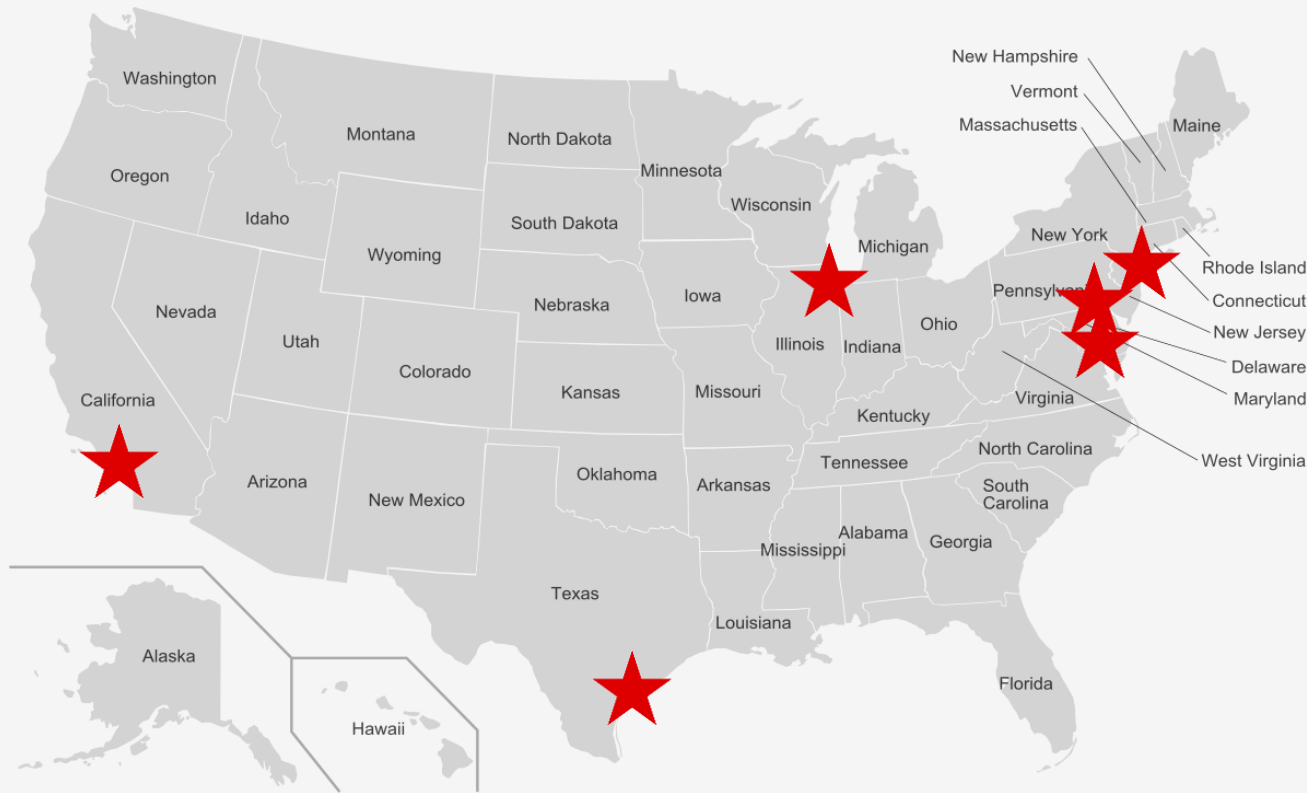 New Hampshire
Washington
Vermont
Massachusetts
Maine
Montana
North Dakota
Minnesota
Oregon
Wisconsin
Idaho
South Dakota
New York
Michigan
Wyoming
Rhode Island
Pennsylvani
Iowa
Connecticut
Nebraska
Nevada
Ohio
New Jersey
Utah
Illinois
Indiana
Delaware
Colorado
Kansas
Missouri
Virginia
Maryland
California
Kentucky
North Carolina
West Virginia
Tennessee
Oklahoma
Arizona
Arkansas
South
Carolina
New Mexico
Alabama
Georgia
Mississippi
Texas
Louisiana
Alaska
Florida
Hawaii